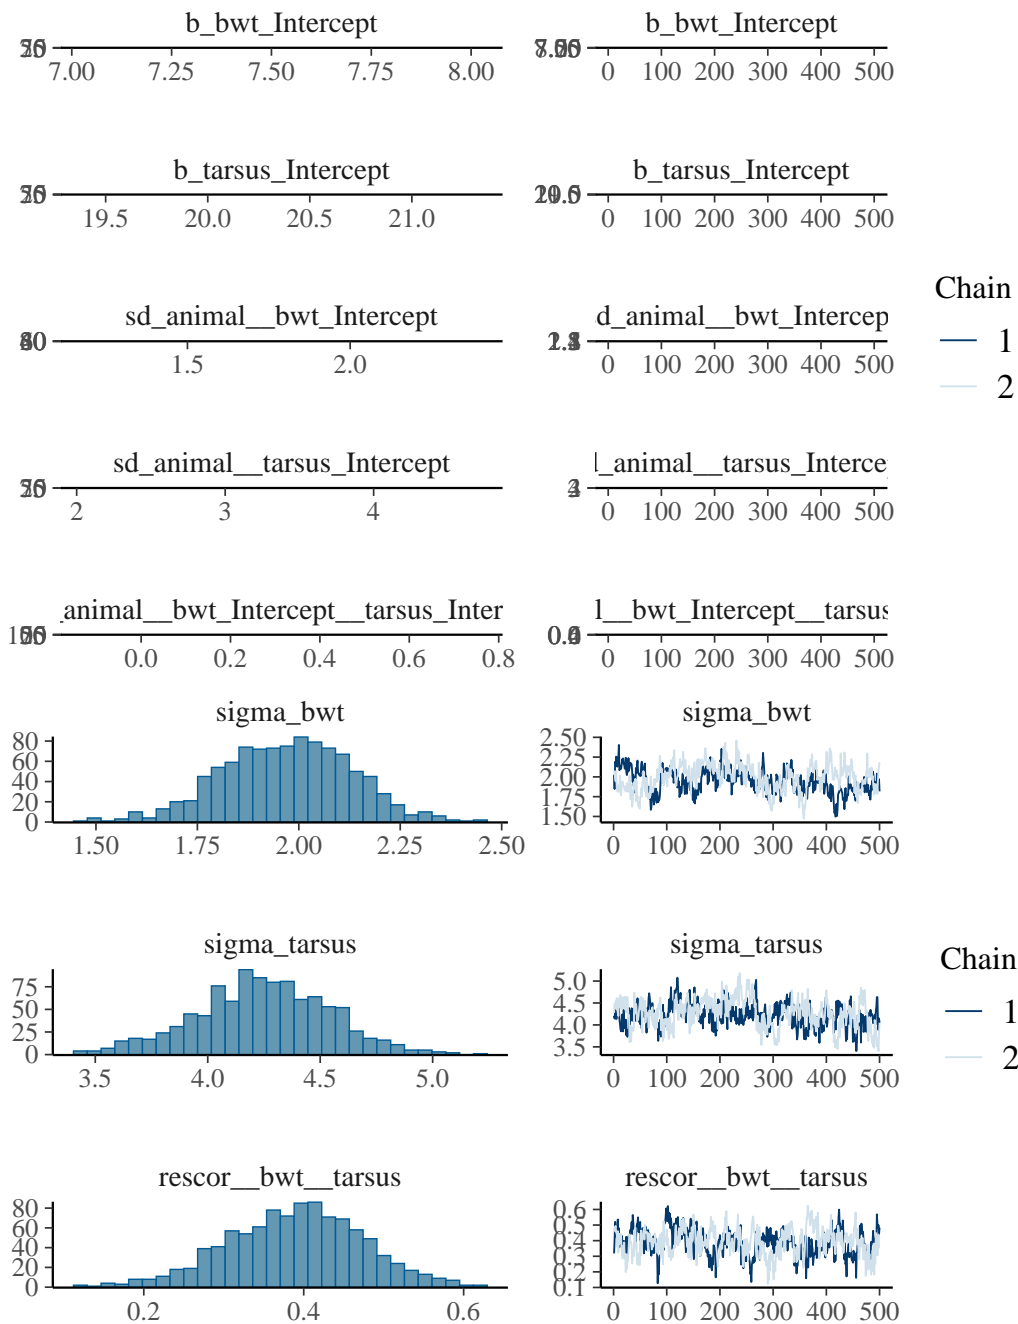 b_bwt_Intercept b_bwt_Intercept
7.00 7.25 7.50 7.75 8.00 0 100 200 300 400 500
b_tarsus_Intercept b_tarsus_Intercept
19.5 20.0 20.5 21.0 0 100 200 300 400 500
Chain
sd_animal__bwt_Intercept d_animal__bwt_Intercep
1
1.5 2.0 0 100 200 300 400 500
2
sd_animal__tarsus_Intercept l_animal__tarsus_Interce
2 3 4 0 100 200 300 400 500
_animal__bwt_Intercept__tarsus_Inter l__bwt_Intercept__tarsus
0.0 0.2 0.4 0.6 0.8 0 100 200 300 400 500
sigma_bwt sigma_bwt
80 2.50
60
40 2.00
20 1.75
0 1.50
1.50 1.75 2.00 2.25 2.50 0 100 200 300 400 500
sigma_tarsus sigma_tarsus
Chain
75 5.0
50 4.5
25 4.0
0 3.5
1
2
3.5 4.0 4.5 5.0 0 100 200 300 400 500
rescor__bwt__tarsus rescor__bwt__tarsus
80 0.6
60 0.5
40 0.4
20 0.3
0.2
0 0.1
0.2 0.4 0.6 0 100 200 300 400 500